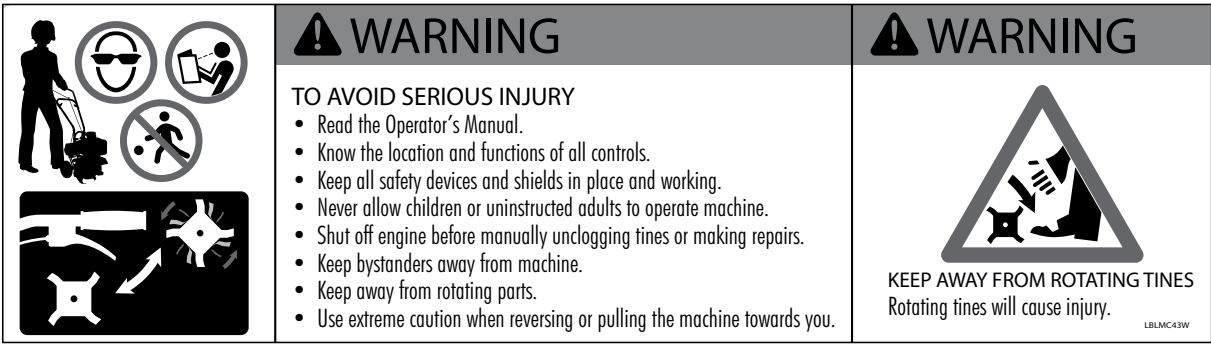 WARNING
TO AVOID SERIOUS INJURY
• Read the Operator's Manual.
• Know the location and functions of all controls.
• Keep all safety devices and shields in place and working.
• Never allow children or uninstructed adults to operate machine.
• Shut off engine before manually unclogging tines or making repairs.
• Keep bystanders away from machine.
• Keep away from rotating parts.
• Use extreme caution when reversing or pulling the machine towards you.
WARNING
KEEP AWAY FROM ROTATING TINES
Rotating tines will cause injury.
LBLMC43W